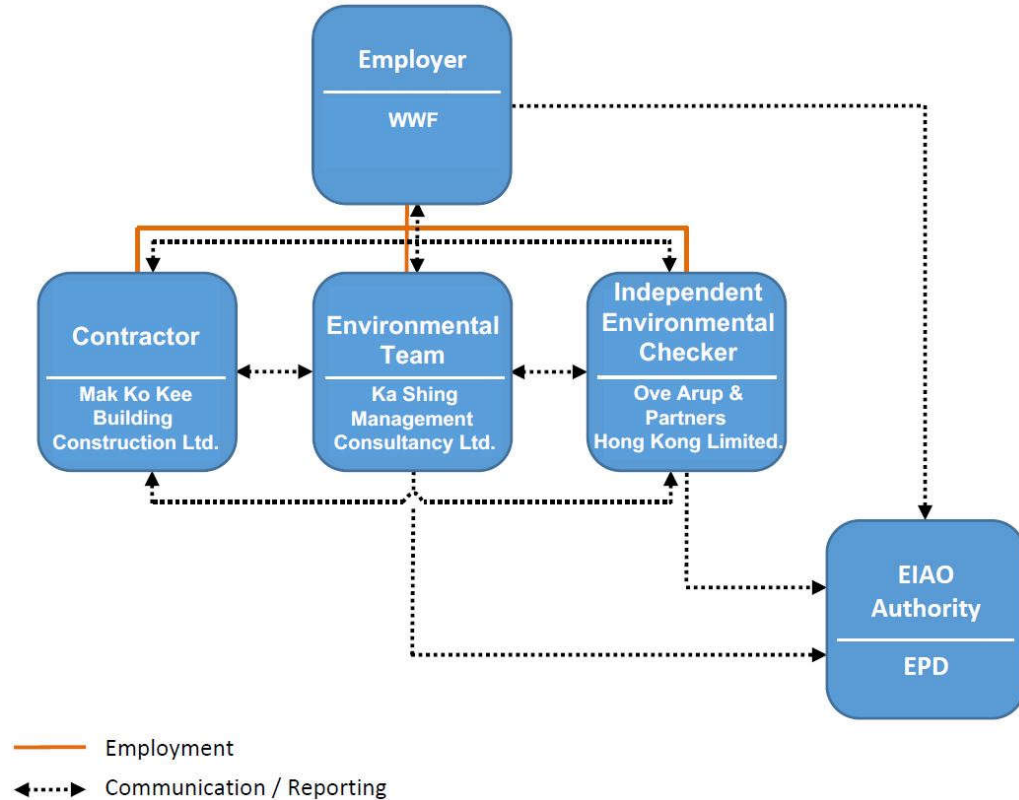 Employer
WWF
Contractor
Mak Ko Kee
Building
Construction Ltd.
Environmental
Team
Ka Shing
Management
Consultancy Ltd.
Independent
Environmental
Checker
Ove Arup &
Partners
Hong Kong Limited.
EIAO
Authority
EPD
Employment
Communication / Reporting